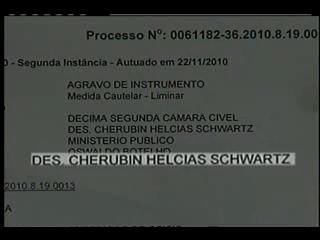 Processo Nº: 0061182-36.2010.8.19.00
O - Segunda Instância - Autuado em 22/11/2010
AGRAVO DE INSTRUMENTO
Medida Cautelar - Liminar
DECIMA SEGUNDA CAMARA CIVEL
DES. CHERUBIN HELCIAS SCHWARTZ
MINISTERIO PUBLICO
OSWALDO BOTELHO
DES. CHERUBIN HELCIAS SCHWARTZ
.2010.8.19.0013
A